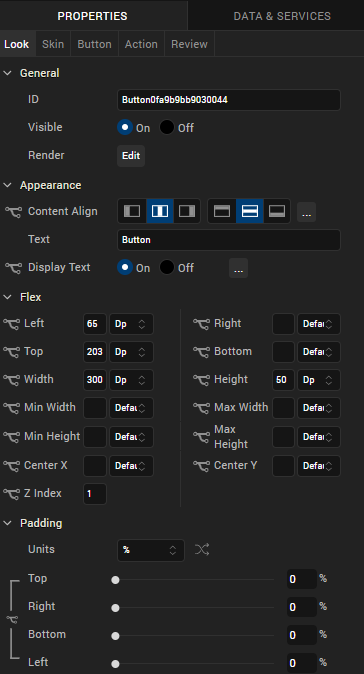 PROPERTIES DATA & SERVICES
Look Skin Button Action Review
General
ID Button0fa9b9bb9030044
Visible On Off
Render Edit
Appearance
Content Align ...
Text Button
Display Text On Off ...
Flex
Left 65 Dp Right Defau
Top 203 Dp Bottom Defau
Width 300 Dp Height 50 Dp
Min Width Defau Max Width Defau
Min Height Defau Max Height Defau
Center X Defau Center Y Defau
Z Index 1
Padding
Units %
Top 0 %
Right 0 %
Bottom 0 %
Left 0 %